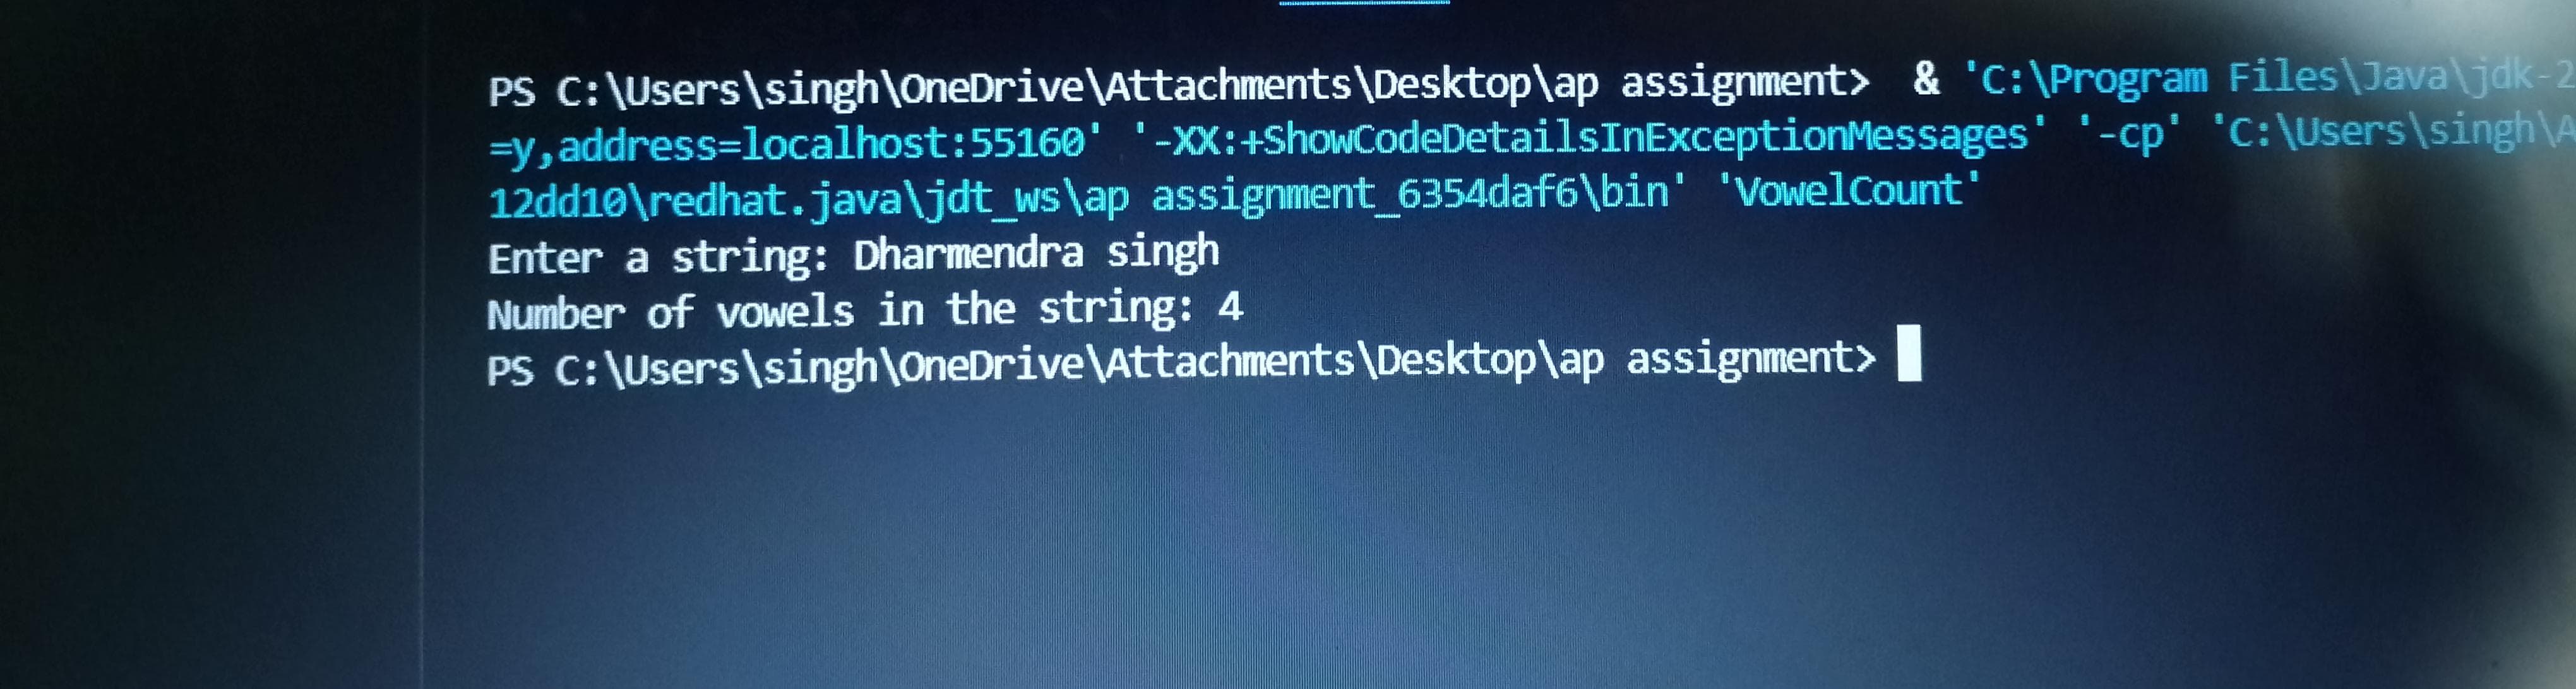 PS C:\Users\singh\OneDrive\Attachments\Desktop\ap assignment>  & 'C:\Program Files\Java\jdk-2
=y,address=localhost:55160' '-XX:+ShowCodeDetailsInExceptionMessages' '-cp' 'C:\Users\singh\A
12dd10\redhat.java\jdt_ws\ap assignment_6354daf6\bin' 'VowelCount'
Enter a string: Dharmendra singh
Number of vowels in the string: 4
PS C:\Users\singh\OneDrive\Attachments\Desktop\ap assignment>